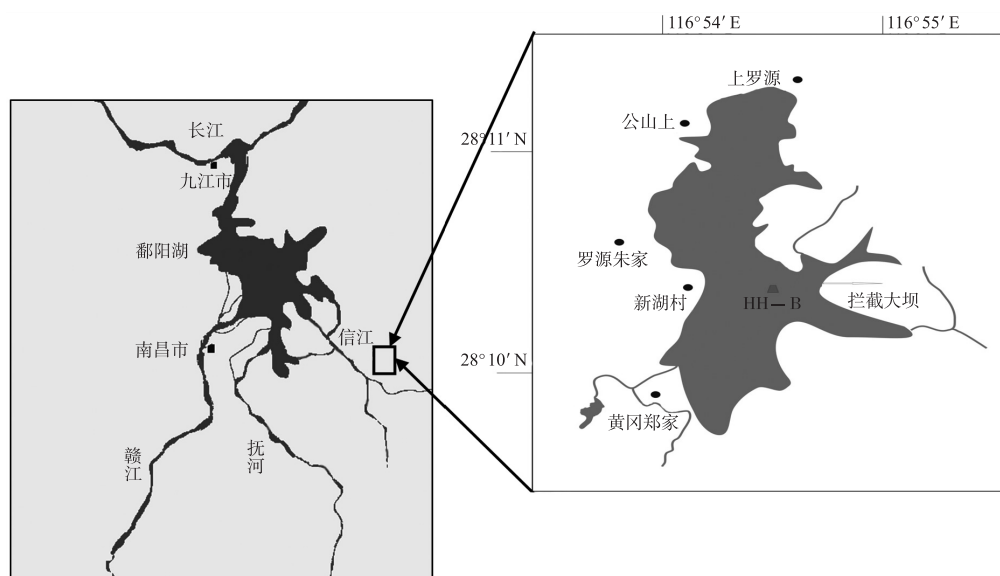 116°54′E
116°55′E
28°11′N
28°10′N
长江
九江市
鄱阳湖
南昌市
信江
赣江
抚河
上罗源
公山上
罗源朱家
新湖村
HH—B
拦截大坝
黄冈郑家